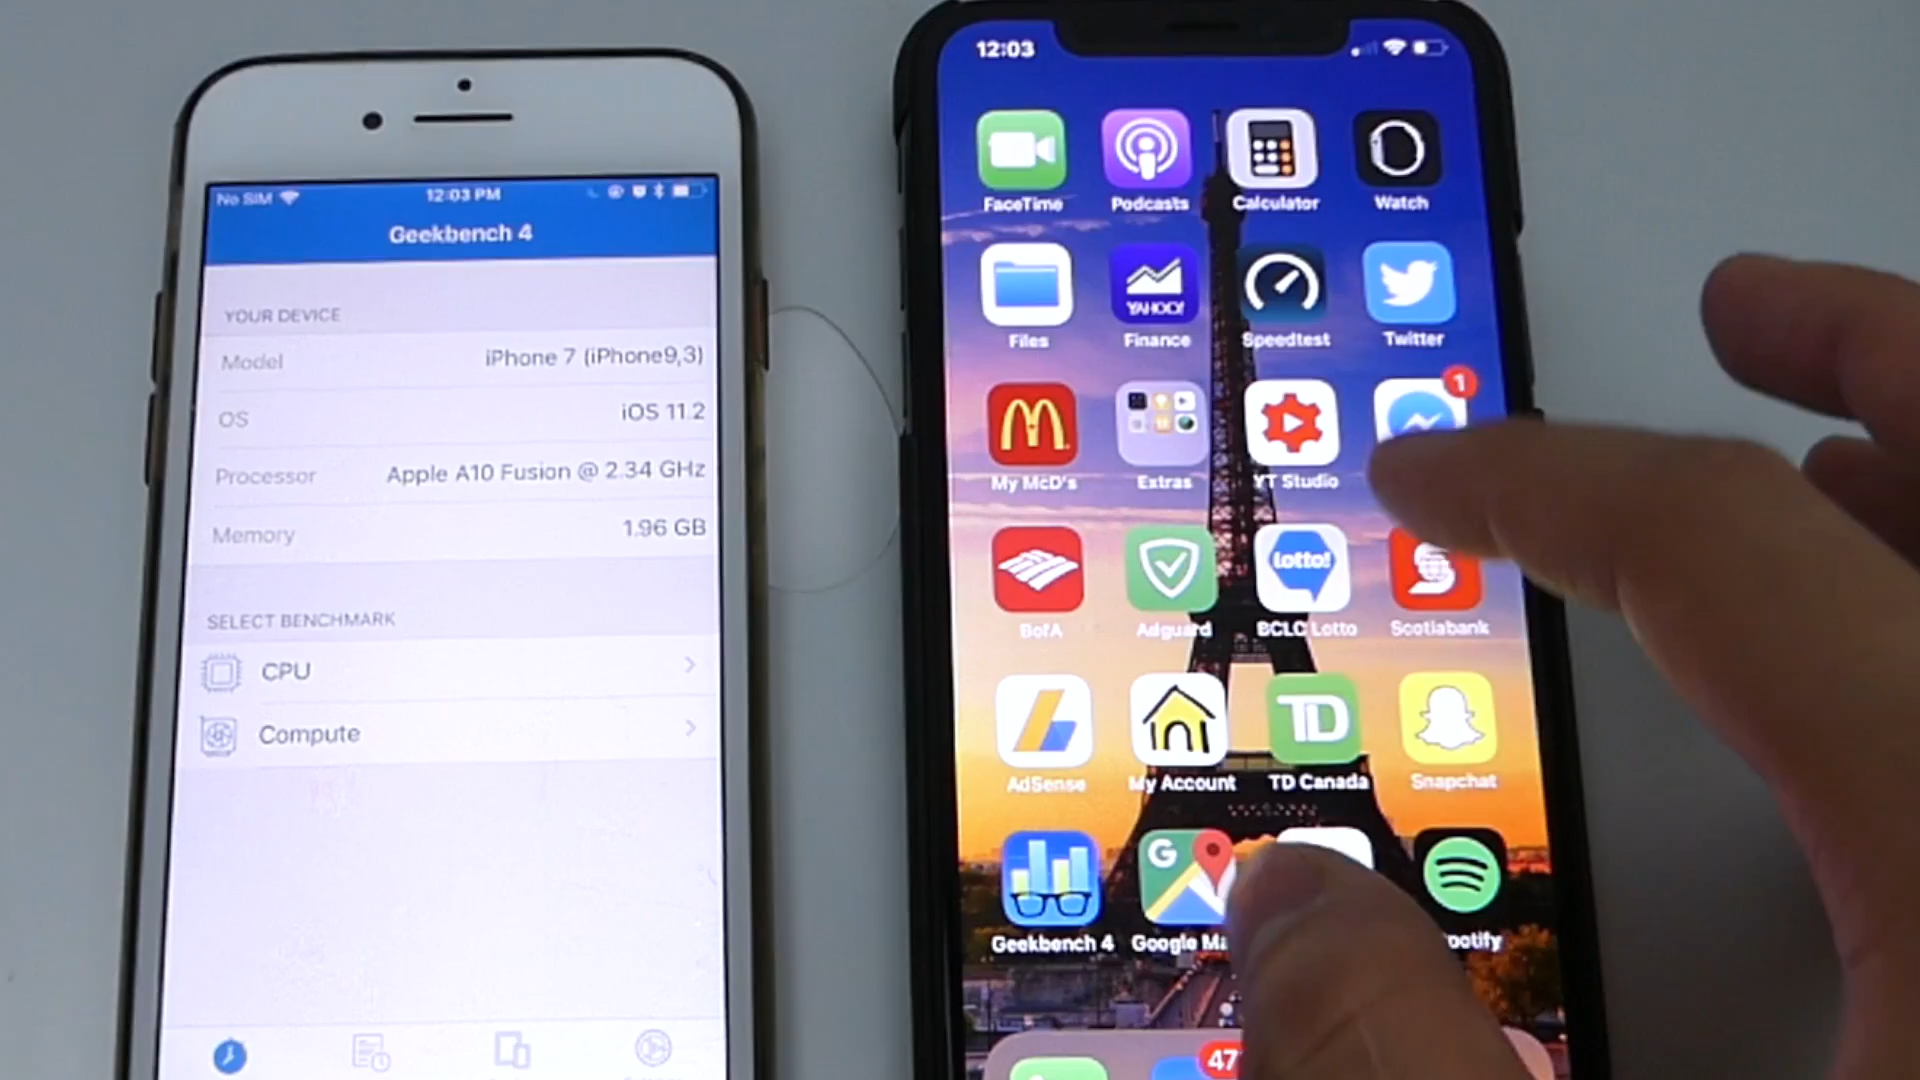 No SIM
12:03 PM
Geekbench 4
YOUR DEVICE
Model
iPhone 7 (iPhone9,3)
OS
iOS 11.2
Processor
Apple A10 Fusion @ 2.34 GHz
Memory
1.96 GB
SELECT BENCHMARK
CPU
Compute
12:03
FaceTime
Podcasts
Calculator
Watch
YAHOO!
Files
Finance
Speedtest
Twitter
1
My McD's
Extras
YT Studio
Lotto!
BofA
Adguard
BCLC Lotto
Scotiabank
TD
AdSense
My Account
TD Canada
Snapchat
G
Geekbench 4
Google Ma
potify
47